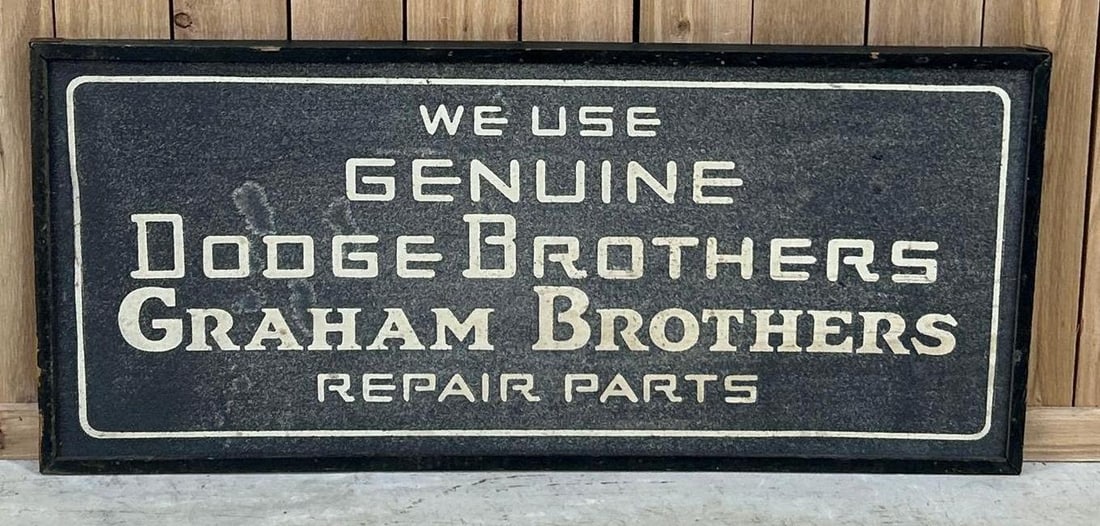 WE USE
GENUINE
DODGE BROTHERS
GRAHAM BROTHERS
REPAIR PARTS